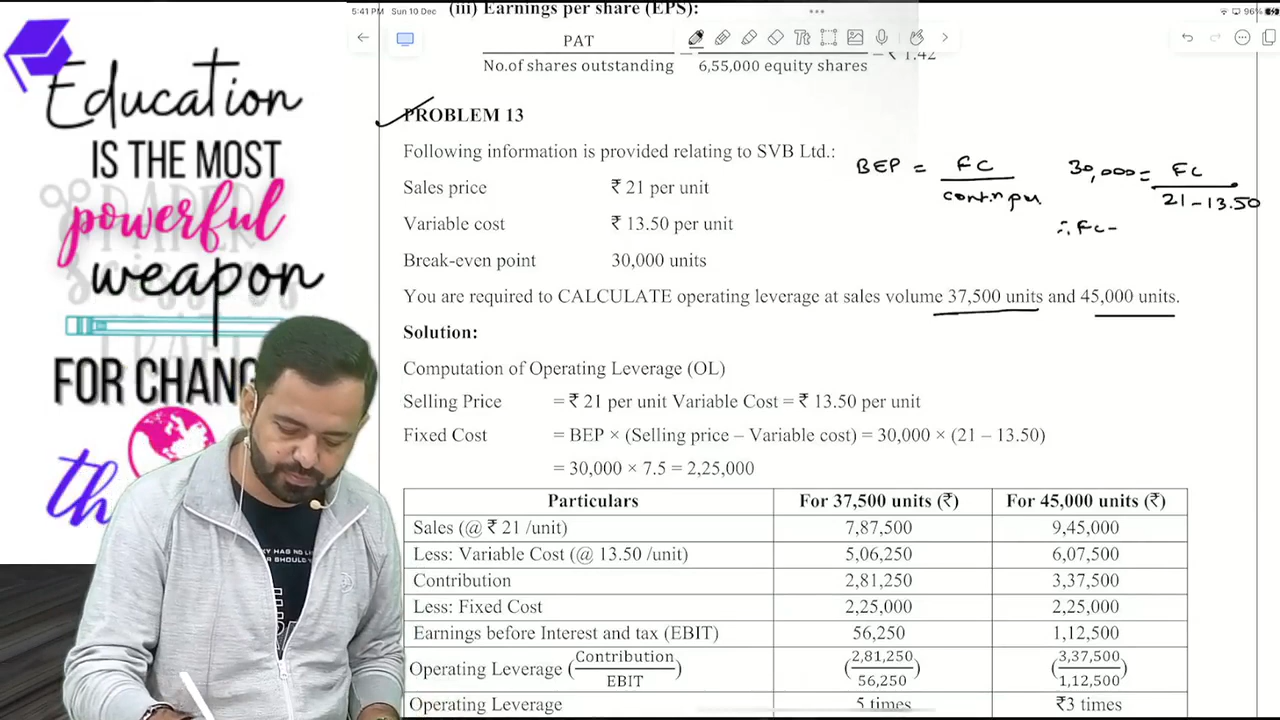 5:41 PM Sun 10 Dec
96%
Education
IS THE MOST
powerful
weapon
FOR CHANG
th
(iii) Earnings per share (EPS):
PAT
No.of shares outstanding
6,55,000 equity shares
= ₹ 1.42
PROBLEM 13
Following information is provided relating to SVB Ltd.:
Sales price ₹ 21 per unit
Variable cost ₹ 13.50 per unit
Break-even point 30,000 units
BEP = FC / contn pu.
30,000 = FC / 21 - 13.50
∴ FC -
You are required to CALCULATE operating leverage at sales volume 37,500 units and 45,000 units.
Solution:
Computation of Operating Leverage (OL)
Selling Price = ₹ 21 per unit Variable Cost = ₹ 13.50 per unit
Fixed Cost = BEP × (Selling price – Variable cost) = 30,000 × (21 – 13.50)
= 30,000 × 7.5 = 2,25,000
Particulars For 37,500 units (₹) For 45,000 units (₹)
Sales (@ ₹ 21 /unit) 7,87,500 9,45,000
Less: Variable Cost (@ 13.50 /unit) 5,06,250 6,07,500
Contribution 2,81,250 3,37,500
Less: Fixed Cost 2,25,000 2,25,000
Earnings before Interest and tax (EBIT) 56,250 1,12,500
Operating Leverage (Contribution / EBIT) (2,81,250 / 56,250) (3,37,500 / 1,12,500)
Operating Leverage 5 times ₹3 times